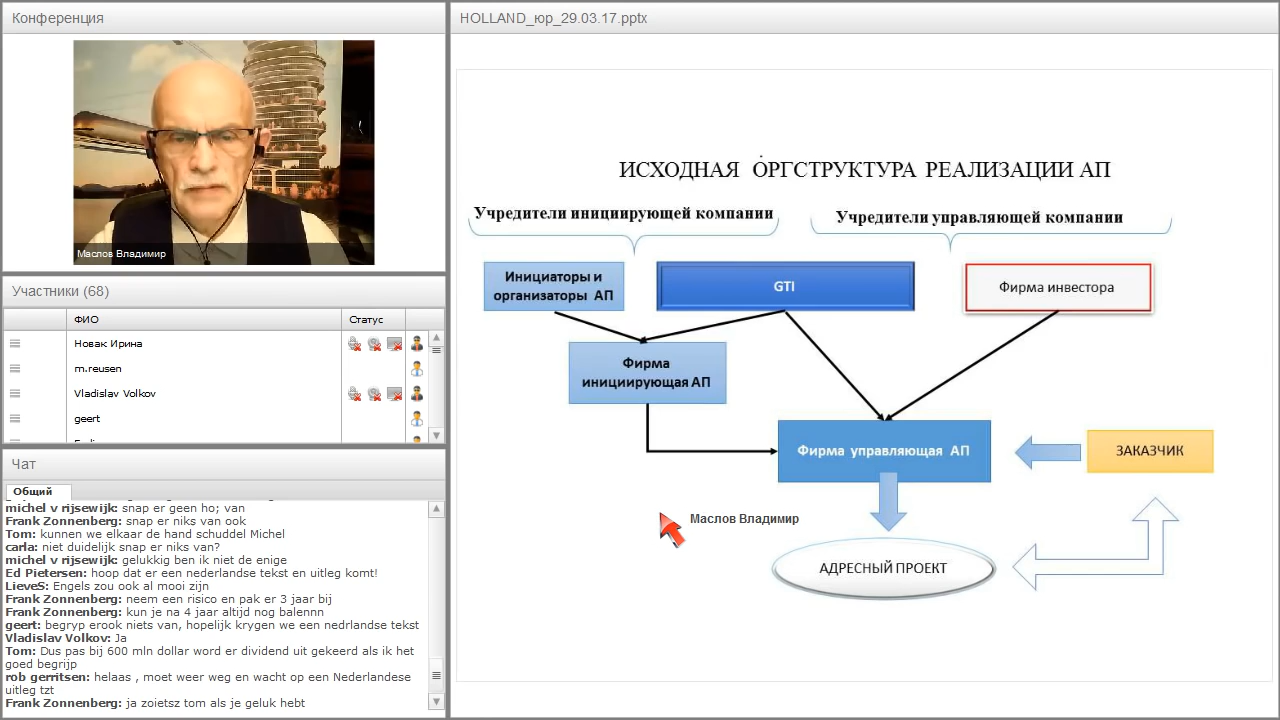 Конференция
Маслов Владимир
Участники (68)
ФИО
Статус
Новак Ирина
m.reusen
Vladislav Volkov
geert
Чат
Общий
michel v rijsewijk: snap er geen ho; van
Frank Zonnenberg: snap er niks van ook
Tom: kunnen we elkaar de hand schuddel Michel
carla: niet duidelijk snap er niks van?
michel v rijsewijk: gelukkig ben ik niet de enige
Ed Pietersen: hoop dat er een nederlandse tekst en uitleg komt!
LieveS: Engels zou ook al mooi zijn
Frank Zonnenberg: neem een risico en pak er 3 jaar bij
Frank Zonnenberg: kun je na 4 jaar altijd nog balennn
geert: begryp erook niets van, hopelijk krygen we een nedrlandse tekst
Vladislav Volkov: Ja
Tom: Dus pas bij 600 mln dollar word er dividend uit gekeerd als ik het
goed begrijp
rob gerritsen: helaas , moet weer weg en wacht op een Nederlandese
uitleg tzt
Frank Zonnenberg: ja zoietsz tom als je geluk hebt
HOLLAND_юр_29.03.17.pptx
ИСХОДНАЯ ОРГСТРУКТУРА РЕАЛИЗАЦИИ АП
Учредители инициирующей компании
Учредители управляющей компании
Инициаторы и
организаторы АП
GTI
Фирма инвестора
Фирма
инициирующая АП
Фирма управляющая АП
ЗАКАЗЧИК
Маслов Владимир
АДРЕСНЫЙ ПРОЕКТ